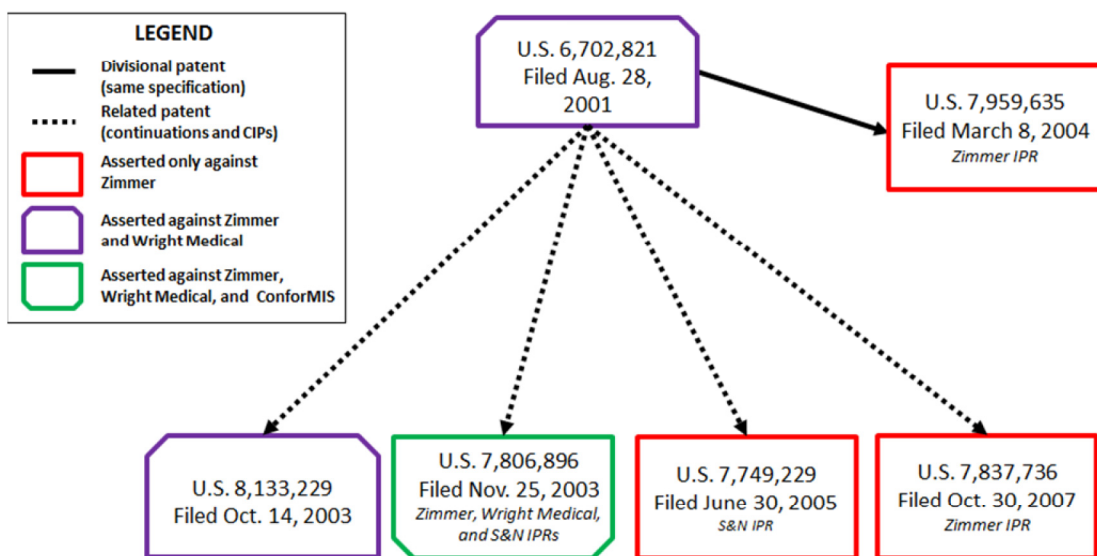 LEGEND
Divisional patent
(same specification)
Related patent
(continuations and CIPs)
Asserted only against
Zimmer
Asserted against Zimmer
and Wright Medical
Asserted against Zimmer,
Wright Medical, and ConforMIS
U.S. 6,702,821
Filed Aug. 28,
2001
U.S. 7,959,635
Filed March 8, 2004
Zimmer IPR
U.S. 8,133,229
Filed Oct. 14, 2003
U.S. 7,806,896
Filed Nov. 25, 2003
Zimmer, Wright Medical,
and S&N IPRs
U.S. 7,749,229
Filed June 30, 2005
S&N IPR
U.S. 7,837,736
Filed Oct. 30, 2007
Zimmer IPR